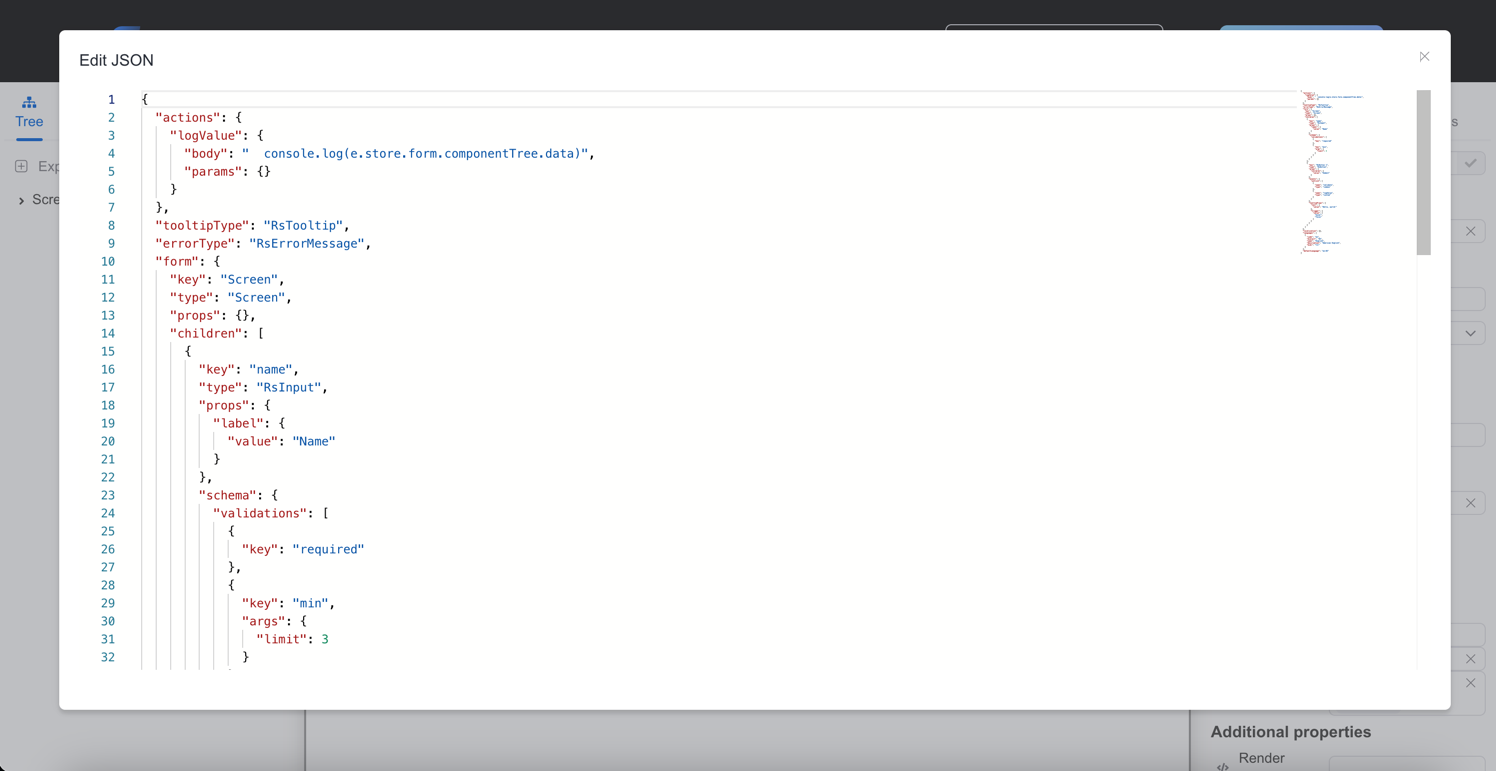 Edit JSON
Tree
Exp
Scre
1 {
2 "actions": {
3 "logValue": {
4 "body": "  console.log(e.store.form.componentTree.data)",
5 "params": {}
6 }
7 },
8 "tooltipType": "RsTooltip",
9 "errorType": "RsErrorMessage",
10 "form": {
11 "key": "Screen",
12 "type": "Screen",
13 "props": {},
14 "children": [
15 {
16 "key": "name",
17 "type": "RsInput",
18 "props": {
19 "label": {
20 "value": "Name"
21 }
22 },
23 "schema": {
24 "validations": [
25 {
26 "key": "required"
27 },
28 {
29 "key": "min",
30 "args": {
31 "limit": 3
32 }
s
Additional properties
Render